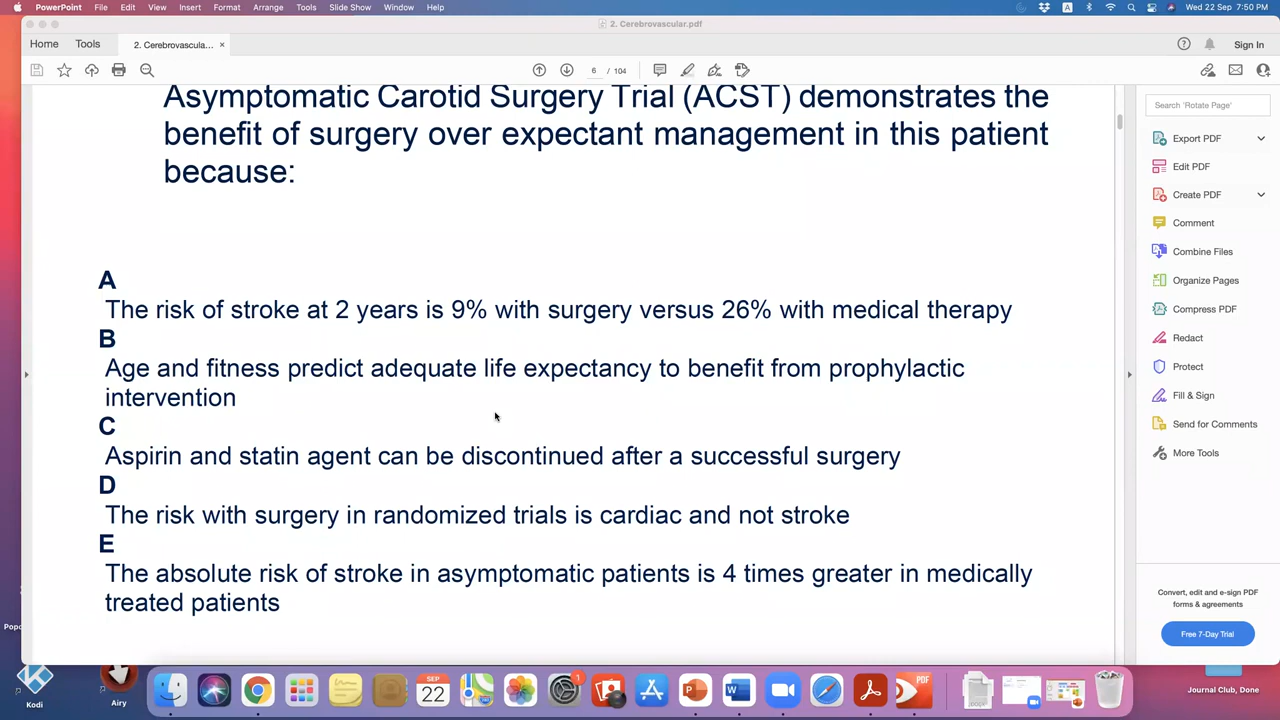 PowerPoint File Edit View Insert Format Arrange Tools Slide Show Window Help A Wed 22 Sep 7:50 PM
2. Cerebrovascular.pdf
Home Tools 2. Cerebrovascula... × Sign In
6 / 104
Asymptomatic Carotid Surgery Trial (ACST) demonstrates the
benefit of surgery over expectant management in this patient
because:
A
The risk of stroke at 2 years is 9% with surgery versus 26% with medical therapy
B
Age and fitness predict adequate life expectancy to benefit from prophylactic
intervention
C
Aspirin and statin agent can be discontinued after a successful surgery
D
The risk with surgery in randomized trials is cardiac and not stroke
E
The absolute risk of stroke in asymptomatic patients is 4 times greater in medically
treated patients
Search 'Rotate Page'
Export PDF
Edit PDF
Create PDF
Comment
Combine Files
Organize Pages
Compress PDF
Redact
Protect
Fill & Sign
Send for Comments
More Tools
Convert, edit and e-sign PDF
forms & agreements
Free 7-Day Trial
Popc
Kodi
Airy
SEP
22
1
PDF
Journal Club, Done